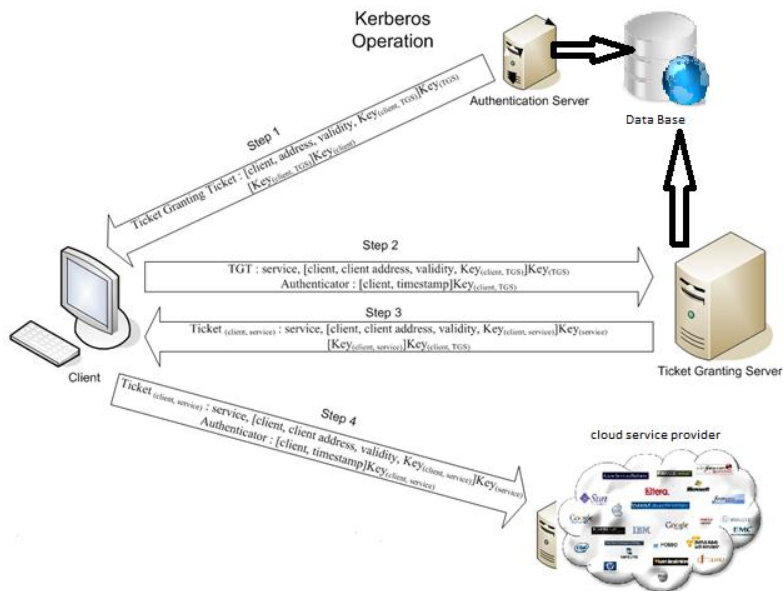 Kerberos
Operation
Authentication Server
Data Base
Step 1
Ticket Granting Ticket : [client, address, validity, Key(client, TGS)]Key(TGS)
[Key(client, TGS)]Key(client)
Step 2
TGT : service, [client, client address, validity, Key(client, TGS)]Key(TGS)
Authenticator : [client, timestamp]Key(client, TGS)
Step 3
Ticket (client, service) : service, [client, client address, validity, Key(client, service)]Key(service)
[Key(client, service)]Key(client, TGS)
Client
Ticket Granting Server
Step 4
Ticket (client, service) : service, [client, client address, validity, Key(client, service)]Key(service)
Authenticator : [client, timestamp]Key(client, service)
cloud service provider
Sun
Eltera
Microsoft
Google
IBM
Google
EMC
intel
hp